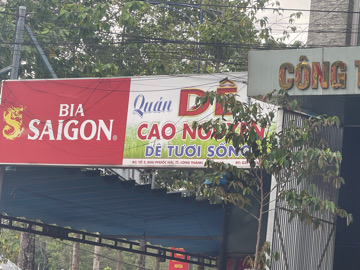 BIA
SAIGON
Quán DÊ
CAO NGUYÊN
DÊ TƯƠI SỐNG
CÔNG T